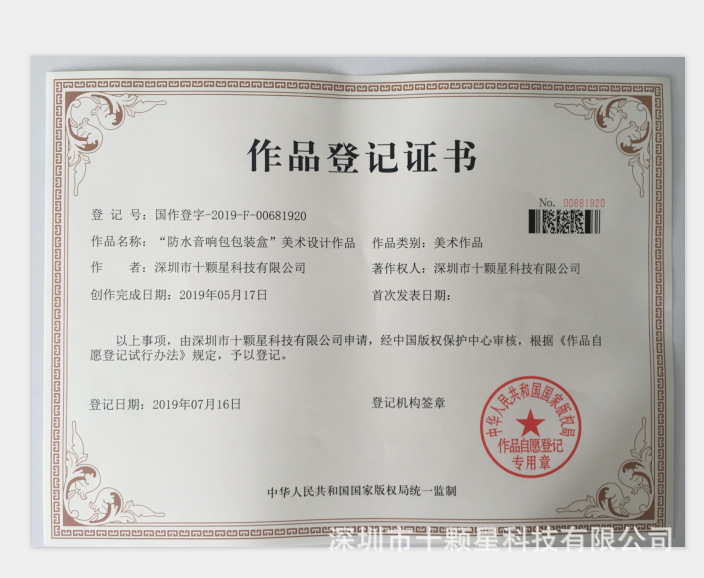 作品登记证书
No. 00681920
登 记 号：国作登字-2019-F-00681920
作品名称：“防水音响包包装盒”美术设计作品 作品类别：美术作品
作 者：深圳市十颗星科技有限公司 著作权人：深圳市十颗星科技有限公司
创作完成日期：2019年05月17日 首次发表日期：
以上事项，由深圳市十颗星科技有限公司申请，经中国版权保护中心审核，根据《作品自
愿登记试行办法》规定，予以登记。
登记日期：2019年07月16日 登记机构签章
中华人民共和国国家版权局
作品自愿登记
专用章
中华人民共和国国家版权局统一监制
深圳市十颗星科技有限公司